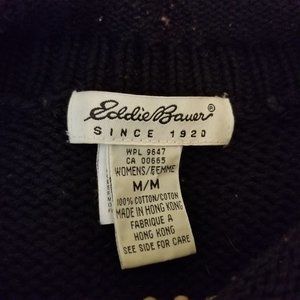 Eddie Bauer®
SINCE 1920
WPL 9647
CA 00665
WOMENS/FEMME
M/M
100% COTTON/COTON
MADE IN HONG KONG
FABRIQUE A
HONG KONG
SEE SIDE FOR CARE